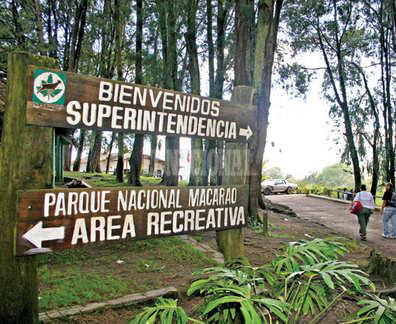 BIENVENIDOS
SUPERINTENDENCIA
PARQUE NACIONAL MACARAO
AREA RECREATIVA